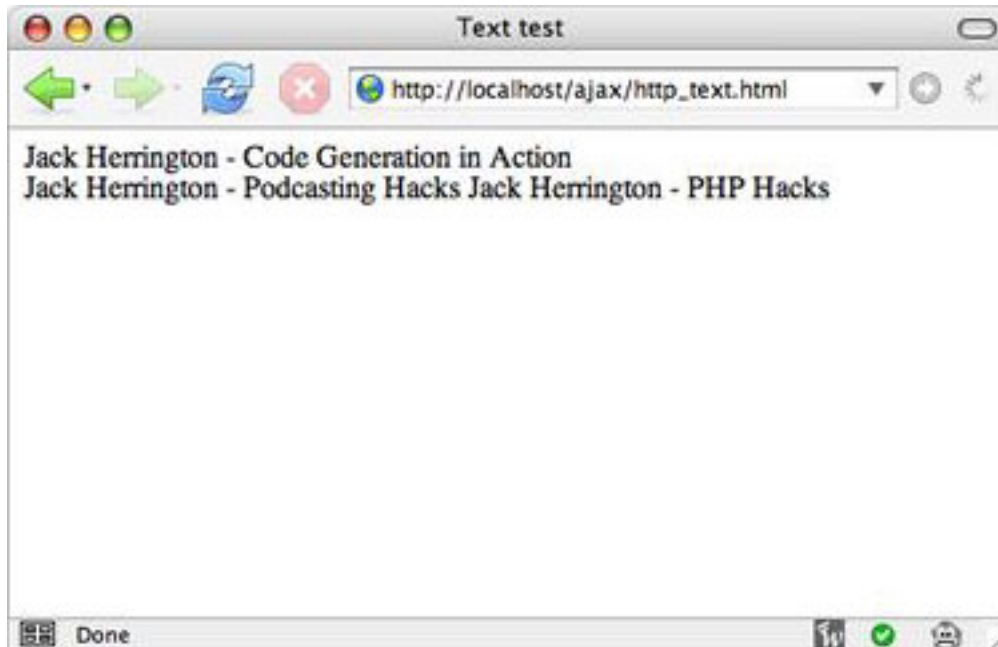 Text test
http://localhost/ajax/http_text.html
Jack Herrington - Code Generation in Action
Jack Herrington - Podcasting Hacks Jack Herrington - PHP Hacks
Done